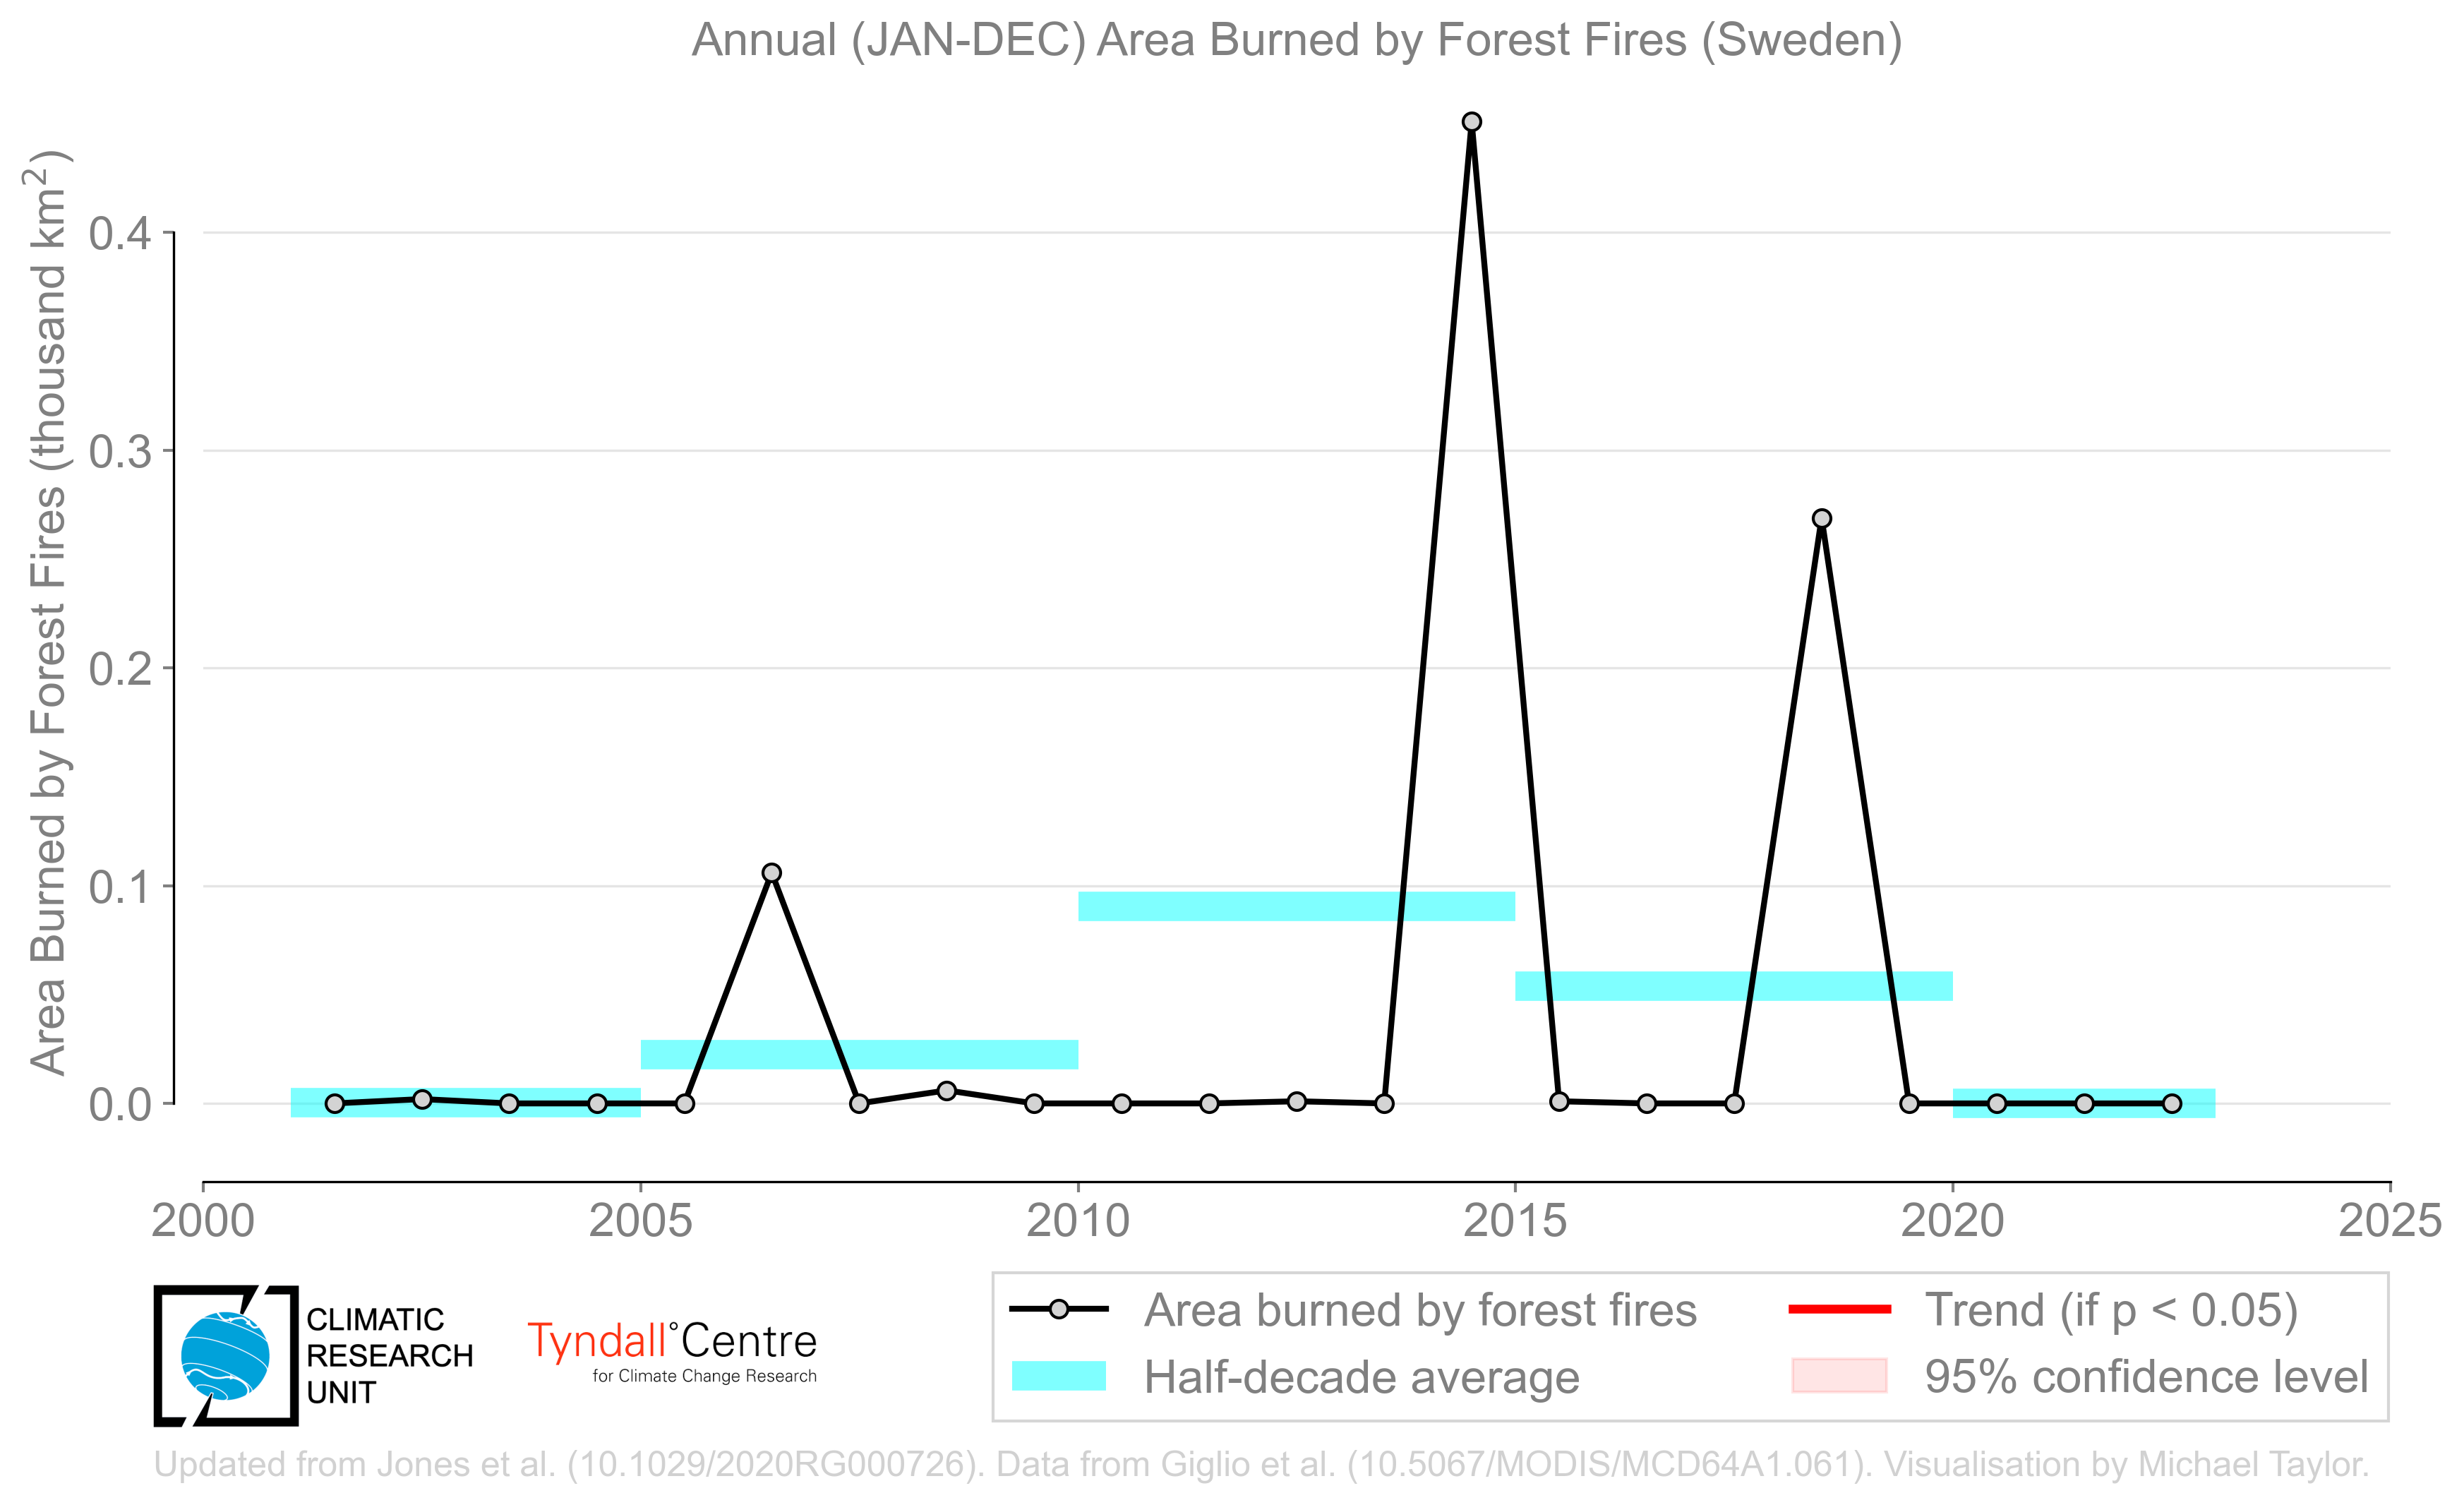 Annual (JAN-DEC) Area Burned by Forest Fires (Sweden)
Area Burned by Forest Fires (thousand km²)
0.4
0.3
0.2
0.1
0.0
2000 2005 2010 2015 2020 2025
CLIMATIC
RESEARCH
UNIT
Tyndall°Centre
for Climate Change Research
Area burned by forest fires
Half-decade average
Trend (if p < 0.05)
95% confidence level
Updated from Jones et al. (10.1029/2020RG000726). Data from Giglio et al. (10.5067/MODIS/MCD64A1.061). Visualisation by Michael Taylor.